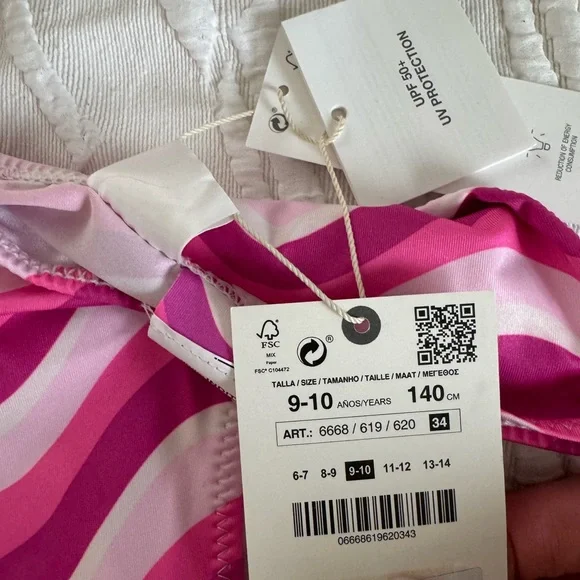 UPF 50+
UV PROTECTION
REDUCTION OF ENERGY
CONSUMPTION
FSC
MIX
Paper
FSC® C104472
®
TALLA / SIZE / TAMANHO / TAILLE / MAAT / ΜΕΓΕΘΟΣ
9-10 AÑOS/YEARS 140 CM
ART.: 6668 / 619 / 620 34
6-7 8-9 9-10 11-12 13-14
06668619620343